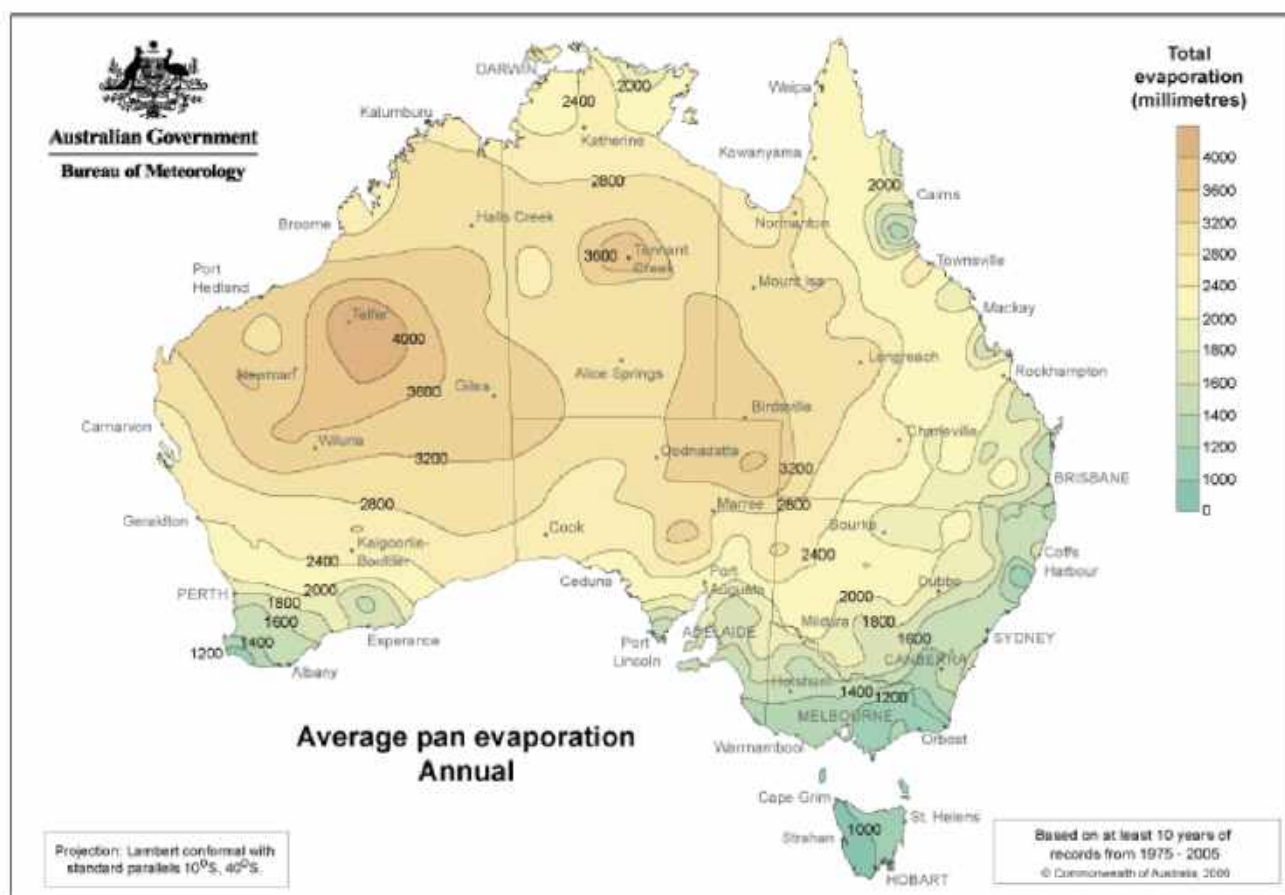 Australian Government
Bureau of Meteorology
Total
evaporation
(millimetres)
4000
3600
3200
2800
2400
2000
1800
1600
1400
1200
1000
0
DARWIN
2000
2400
Weipa
Kalumburu
Katherine
Kowanyama
2800
2000
Cairns
Broome
Halls Creek
Normanton
3600
Tennant
Creek
Townsville
Port
Hedland
Mount Isa
Mackay
Telfer
4000
Longreach
Newman
Giles
Alice Springs
Rockhampton
3600
Birdsville
Carnarvon
Wiluna
Charleville
3200
Oodnadatta
3200
BRISBANE
2800
Marree
2800
Geraldton
Cook
Bourke
Kalgoorlie-
Boulder
2400
2400
Coffs
Harbour
Ceduna
Port
Augusta
Dubbo
PERTH
2000
1800
2000
1600
Mildura
1800
1400
Esperance
ADELAIDE
1600
SYDNEY
1200
Port
Lincoln
CANBERRA
Albany
Horsham
1400
1200
MELBOURNE
Warrnambool
Orbost
Average pan evaporation
Annual
Cape Grim
St. Helens
Strahan
1000
HOBART
Projection: Lambert conformal with
standard parallels 10°S, 40°S.
Based on at least 10 years of
records from 1975 - 2005
© Commonwealth of Australia, 2006